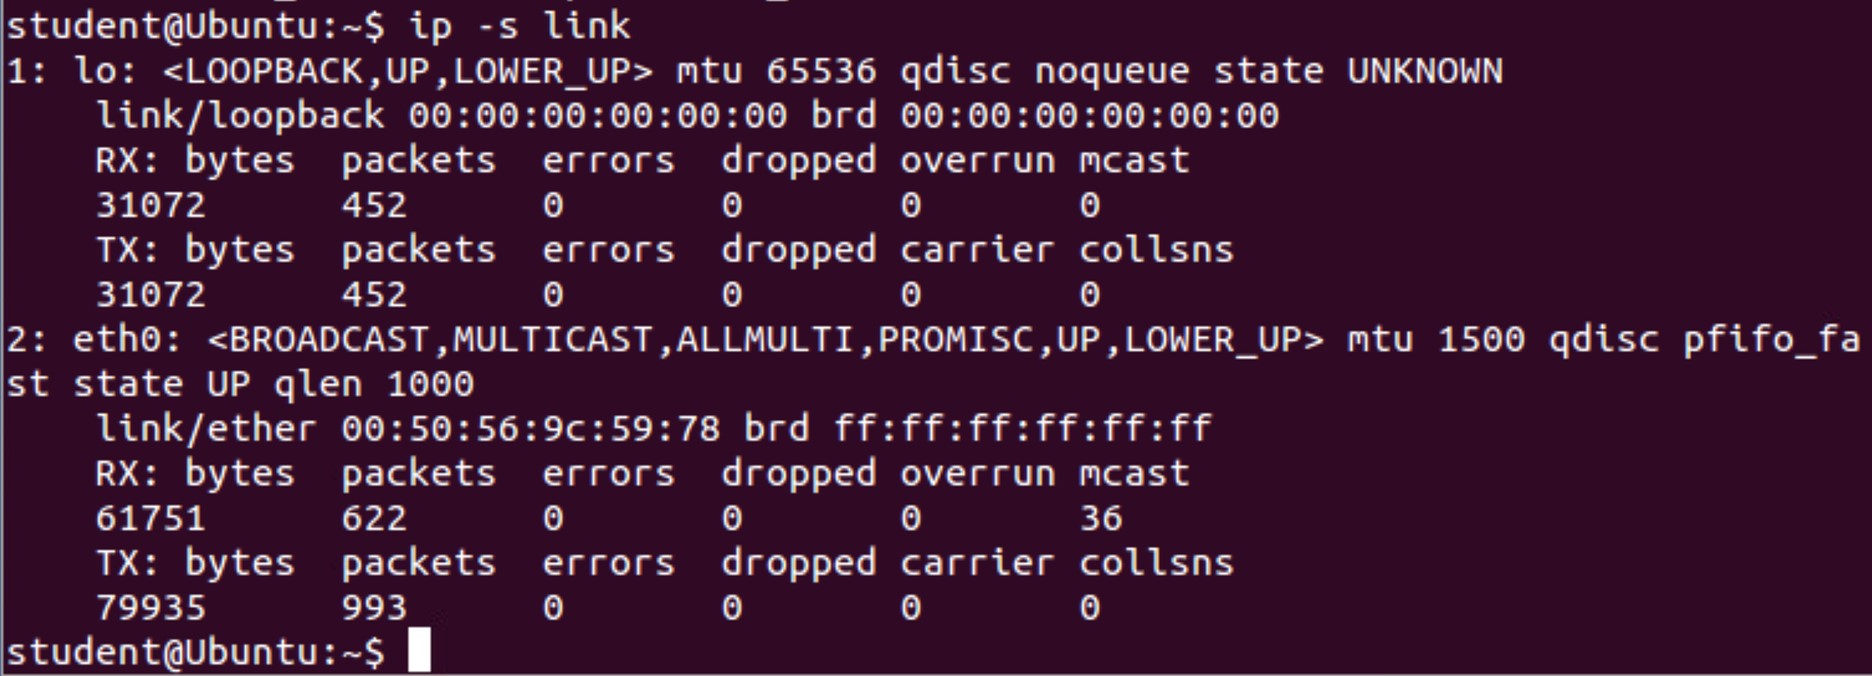 student@Ubuntu:~$ ip -s link
1: lo: <LOOPBACK,UP,LOWER_UP> mtu 65536 qdisc noqueue state UNKNOWN
    link/loopback 00:00:00:00:00:00 brd 00:00:00:00:00:00
    RX: bytes  packets  errors  dropped overrun mcast
    31072      452      0       0       0       0
    TX: bytes  packets  errors  dropped carrier collsns
    31072      452      0       0       0       0
2: eth0: <BROADCAST,MULTICAST,ALLMULTI,PROMISC,UP,LOWER_UP> mtu 1500 qdisc pfifo_fa
st state UP qlen 1000
    link/ether 00:50:56:9c:59:78 brd ff:ff:ff:ff:ff:ff
    RX: bytes  packets  errors  dropped overrun mcast
    61751      622      0       0       0       36
    TX: bytes  packets  errors  dropped carrier collsns
    79935      993      0       0       0       0
student@Ubuntu:~$